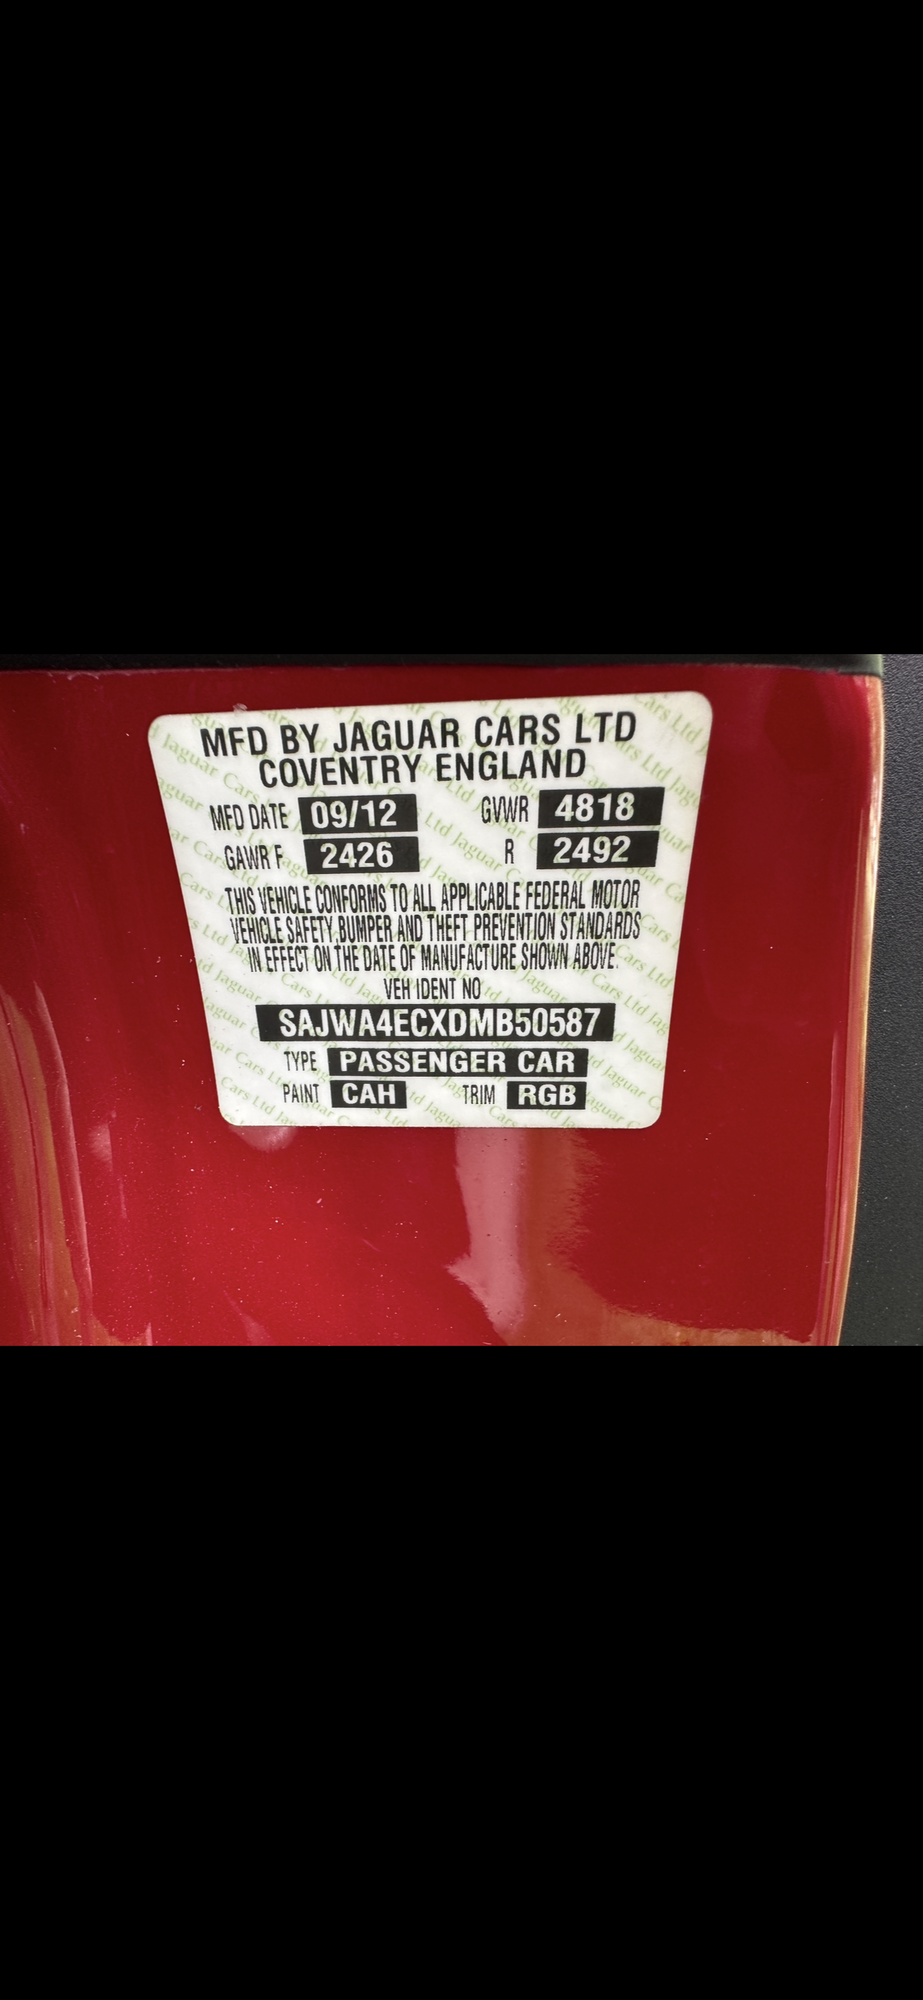 MFD BY JAGUAR CARS LTD
COVENTRY ENGLAND
MFD DATE 09/12 GVWR 4818
GAWR F 2426 R 2492
THIS VEHICLE CONFORMS TO ALL APPLICABLE FEDERAL MOTOR
VEHICLE SAFETY, BUMPER AND THEFT PREVENTION STANDARDS
IN EFFECT ON THE DATE OF MANUFACTURE SHOWN ABOVE.
VEH IDENT NO
SAJWA4ECXDMB50587
TYPE PASSENGER CAR
PAINT CAH TRIM RGB